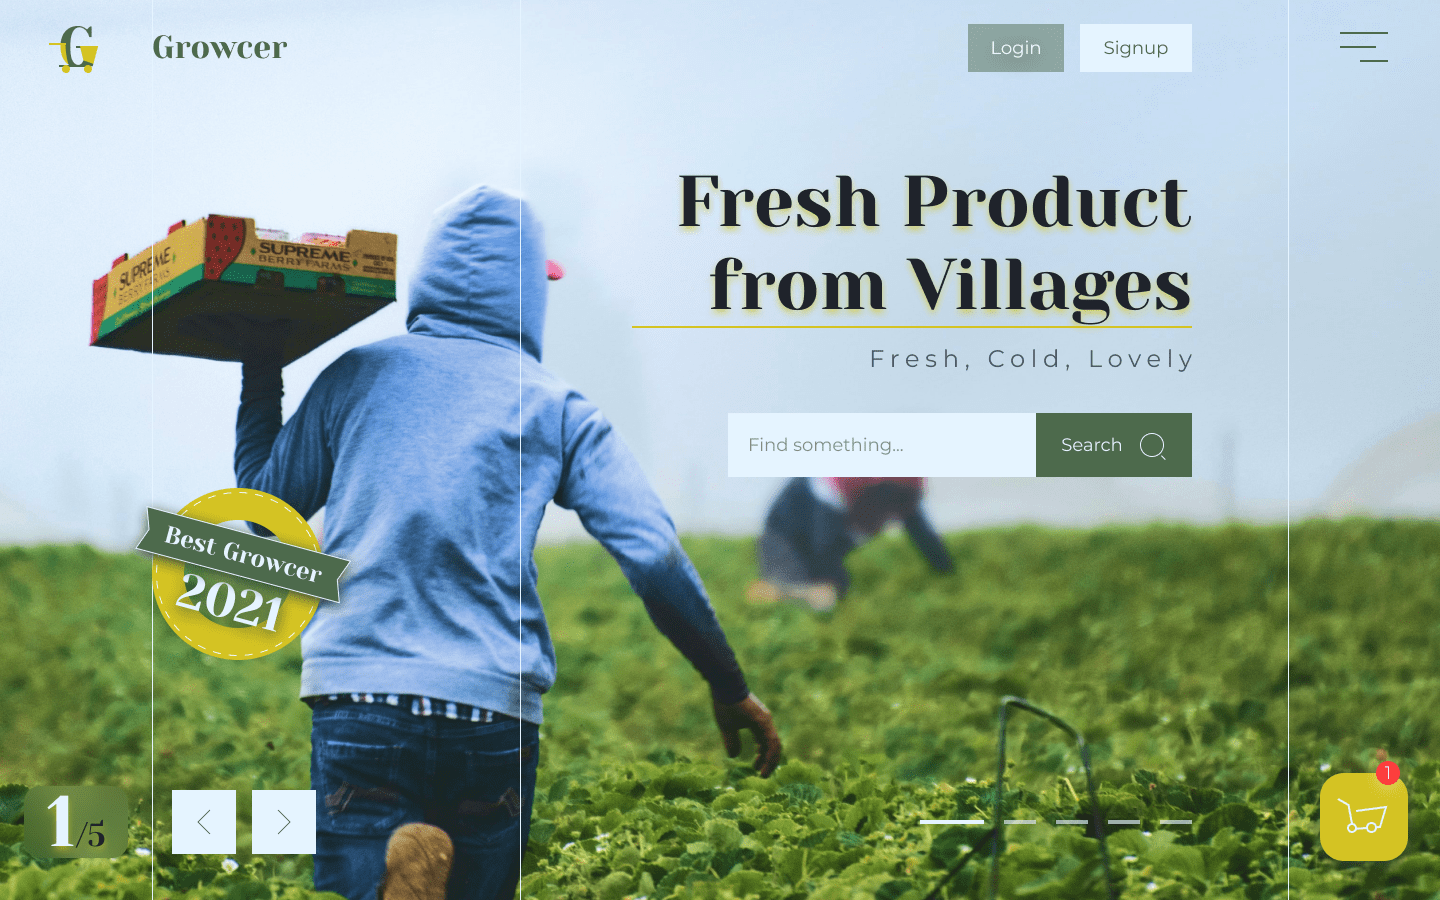 G
Growcer
Login
Signup
Fresh Product
from Villages
Fresh, Cold, Lovely
Find something...
Search
SUPREME
BERRY FARMS
SUPREME
BERRY FARMS
Best Growcer
2021
1/5
1